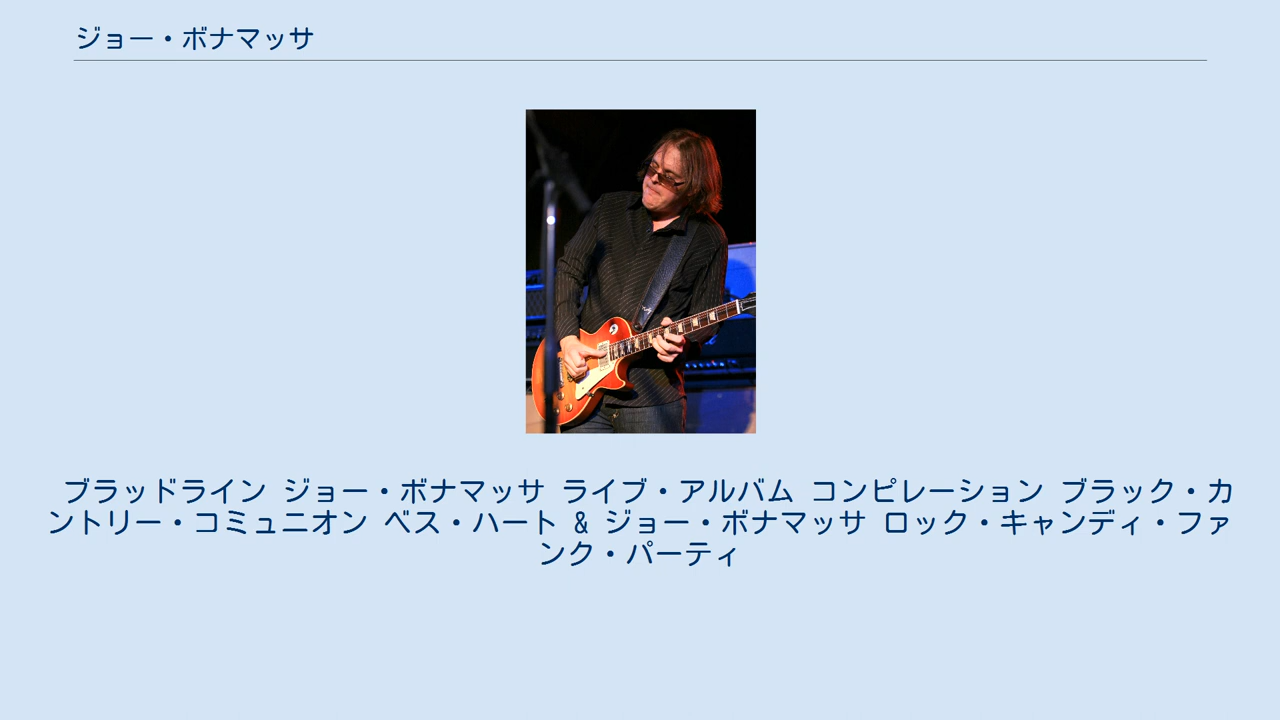 ジョー・ボナマッサ
ブラッドライン ジョー・ボナマッサ ライブ・アルバム コンピレーション ブラック・カ
ントリー・コミュニオン ベス・ハート & ジョー・ボナマッサ ロック・キャンディ・ファ
ンク・パーティ